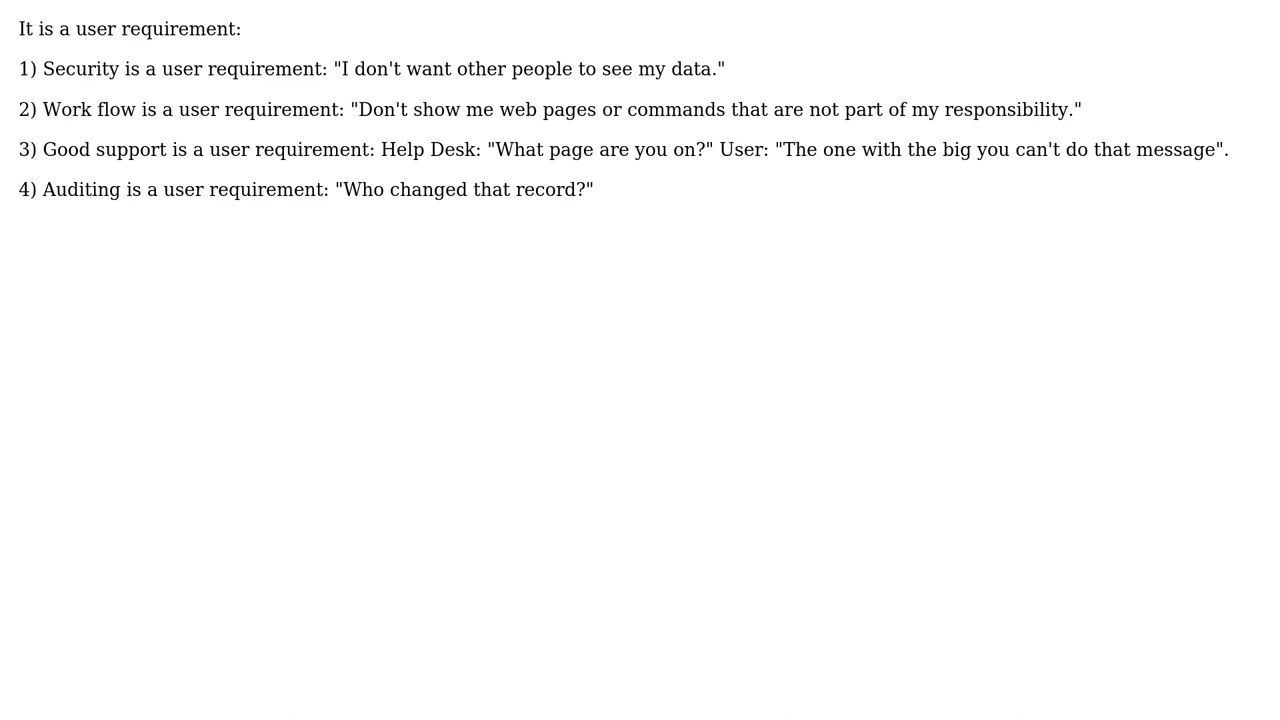 It is a user requirement:
1) Security is a user requirement: "I don't want other people to see my data."
2) Work flow is a user requirement: "Don't show me web pages or commands that are not part of my responsibility."
3) Good support is a user requirement: Help Desk: "What page are you on?" User: "The one with the big you can't do that message".
4) Auditing is a user requirement: "Who changed that record?"